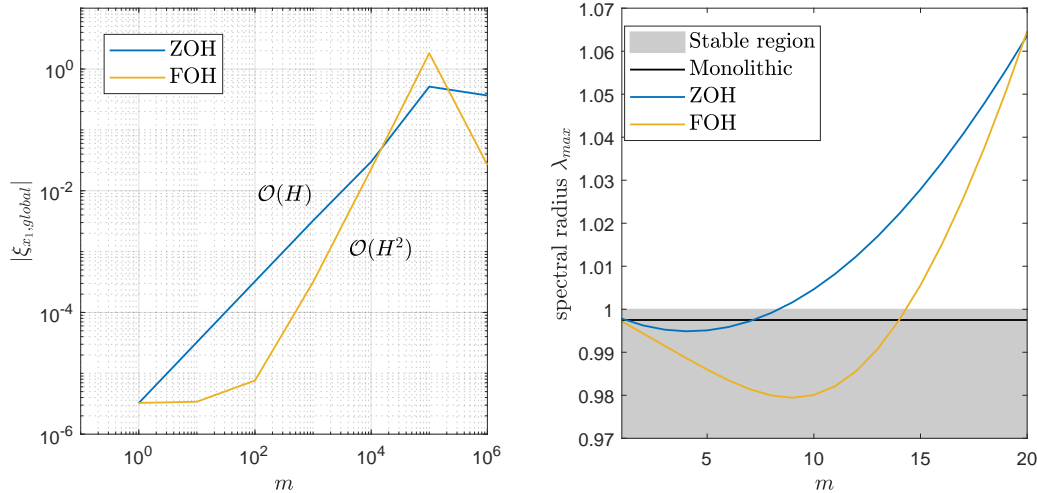 10^0
10^-2
10^-4
10^-6
|ξ_{x_1,global}|
ZOH
FOH
O(H)
O(H^2)
10^0
10^2
10^4
10^6
m
1.07
1.06
1.05
1.04
1.03
1.02
1.01
1
0.99
0.98
0.97
spectral radius λ_{max}
Stable region
Monolithic
ZOH
FOH
5
10
15
20
m